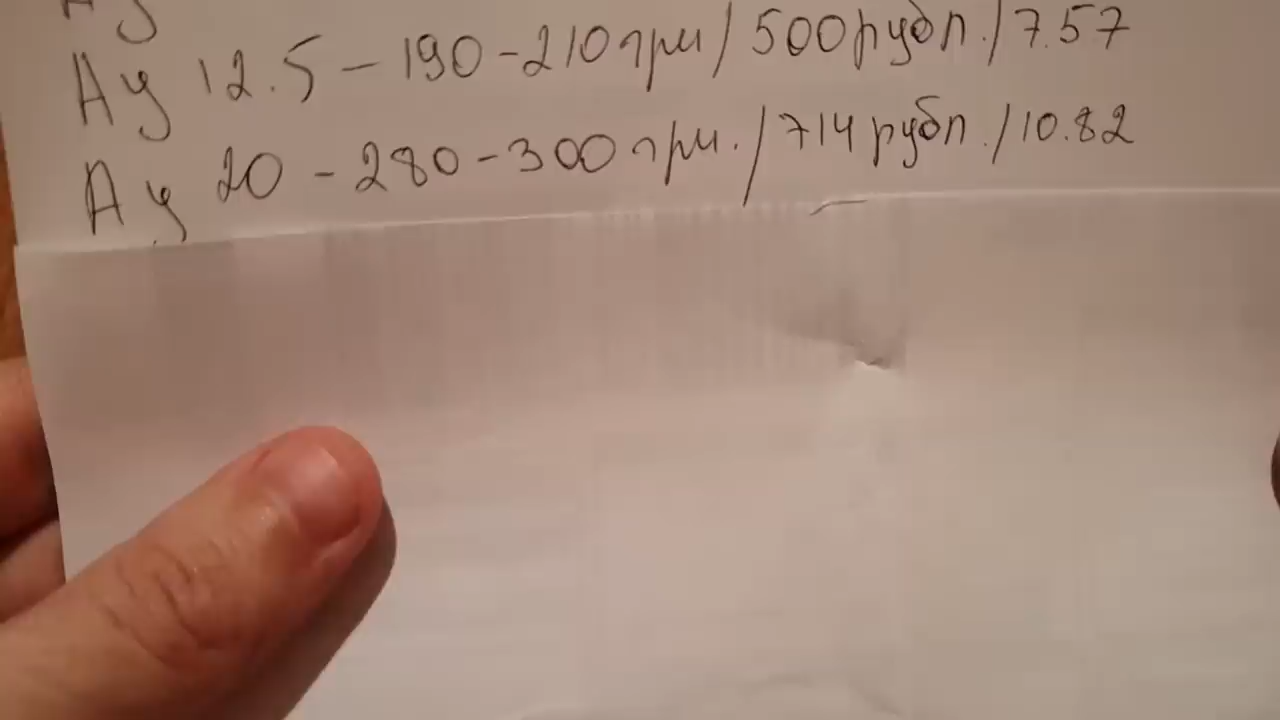 Ау
Ау 12.5 - 190-210 грн/500 рубл./7.57
Ау 20 - 280-300 грн./714 рубл./10.82